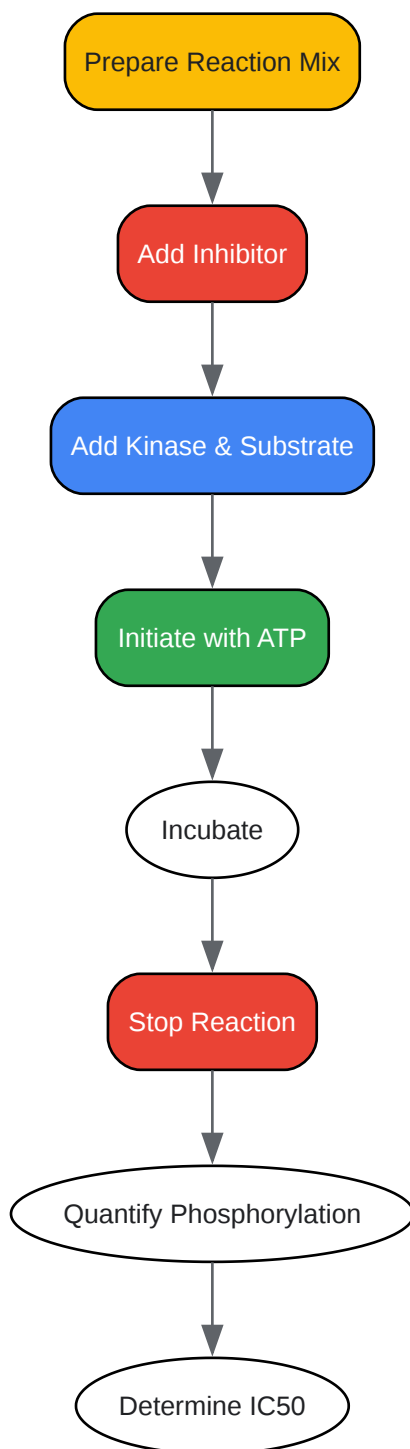 Prepare Reaction Mix
Add Inhibitor
Add Kinase & Substrate
Initiate with ATP
Incubate
Stop Reaction
Quantify Phosphorylation
Determine IC50